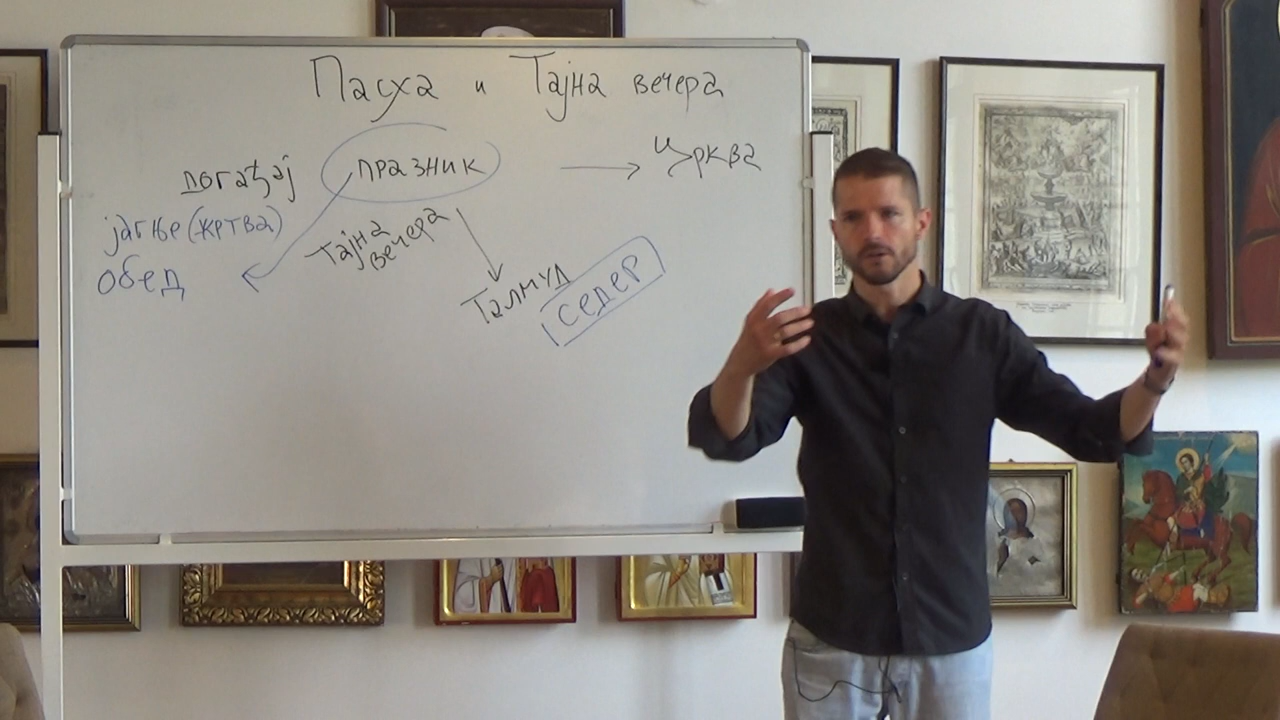 Пасха и Тајна вечера
догађај празник → Црква
јагње (жртва)
обед
Тајна
вечера
Талмуд
седер